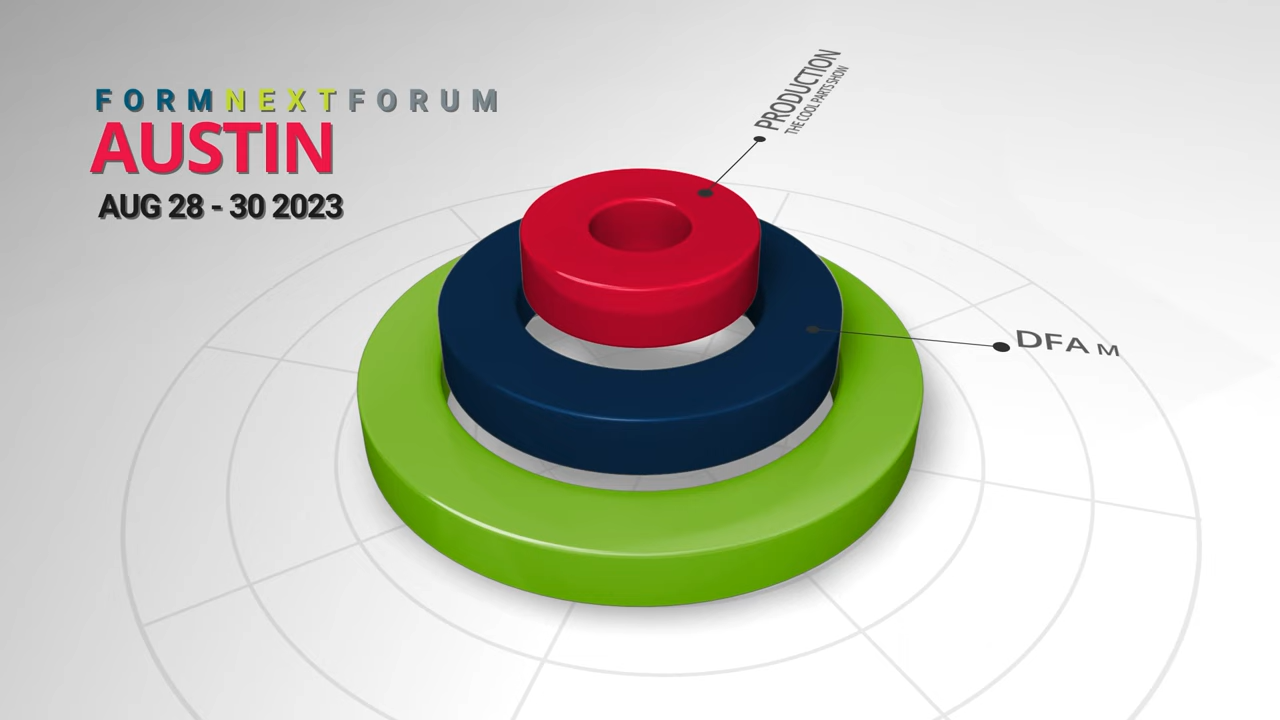 FORMNEXTFORUM
AUSTIN
AUG 28 - 30 2023
PRODUCTION
THE COOL PARTS SHOW
DFA M